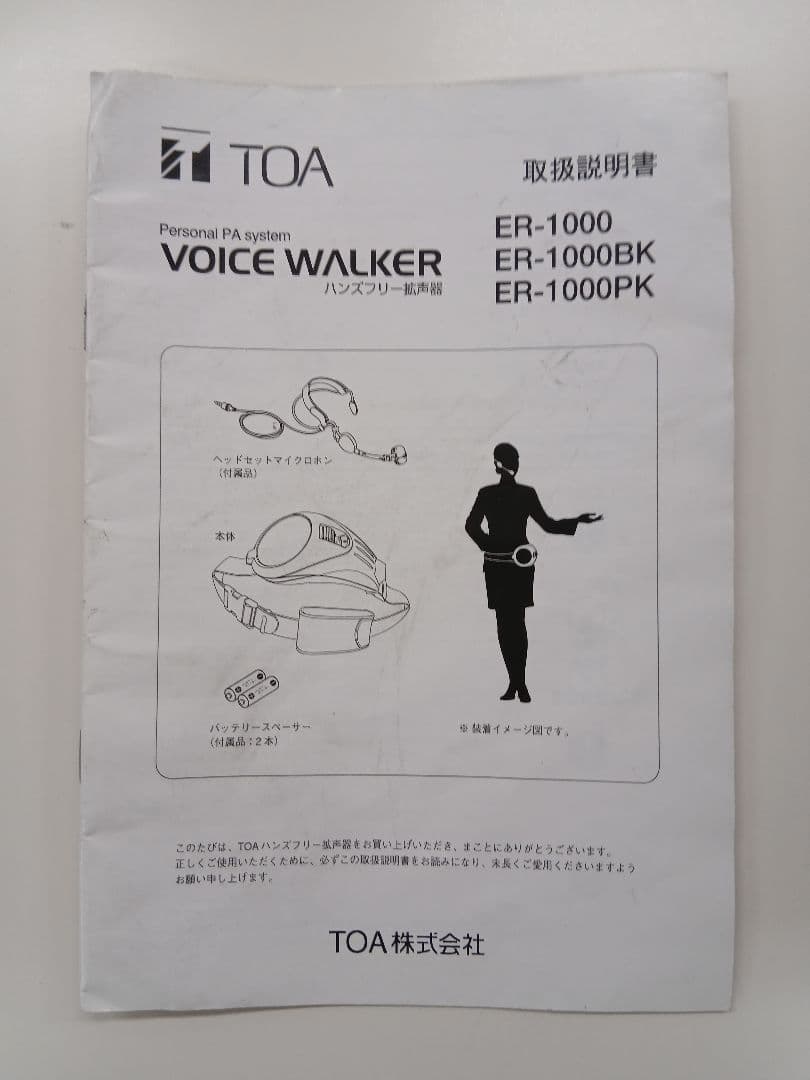 TOA
取扱説明書
Personal PA system
VOICE WALKER
ハンズフリー拡声器
ER-1000
ER-1000BK
ER-1000PK
ヘッドセットマイクロホン
(付属品)
本体
バッテリースペーサー
(付属品:2本)
※ 装着イメージ図です。
このたびは、TOAハンズフリー拡声器をお買い上げいただき、まことにありがとうございます。
正しくご使用いただくために、必ずこの取扱説明書をお読みになり、末長くご愛用くださいますよう
お願い申し上げます。
TOA株式会社